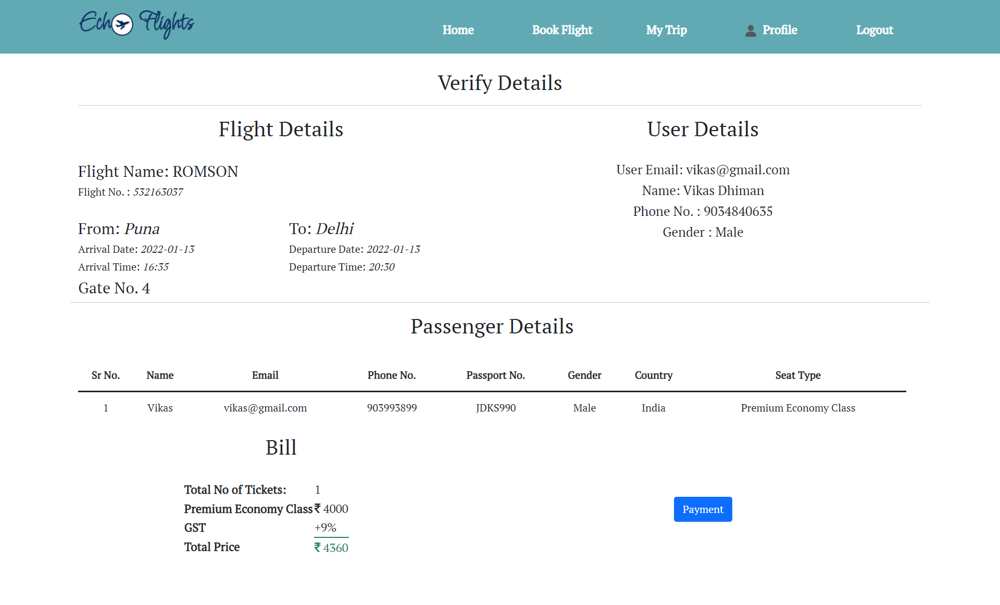 Echo Flights
Home Book Flight My Trip Profile Logout
Verify Details
Flight Details
Flight Name: ROMSON
Flight No. : 532163037
From: Puna To: Delhi
Arrival Date: 2022-01-13 Departure Date: 2022-01-13
Arrival Time: 16:35 Departure Time: 20:30
Gate No. 4
User Details
User Email: vikas@gmail.com
Name: Vikas Dhiman
Phone No. : 9034840635
Gender : Male
Passenger Details
Sr No. Name Email Phone No. Passport No. Gender Country Seat Type
1 Vikas vikas@gmail.com 903993899 JDKS990 Male India Premium Economy Class
Bill
Total No of Tickets: 1
Premium Economy Class ₹ 4000
GST +9%
Total Price ₹ 4360
Payment